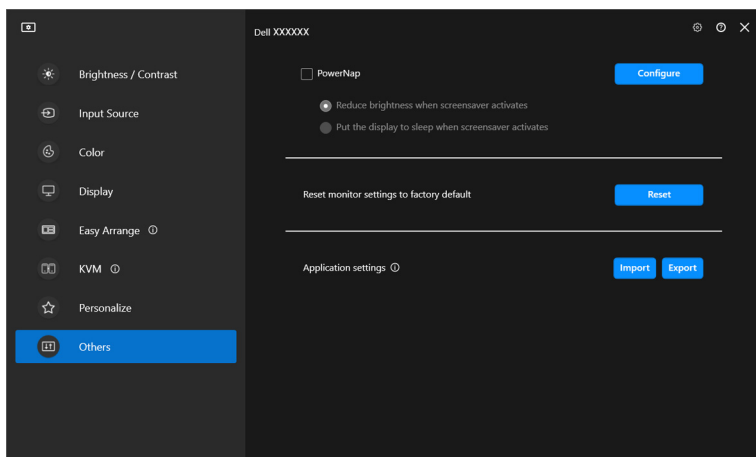 Dell XXXXXX
Brightness / Contrast
Input Source
Color
Display
Easy Arrange
KVM
Personalize
Others
PowerNap
Configure
Reduce brightness when screensaver activates
Put the display to sleep when screensaver activates
Reset monitor settings to factory default
Reset
Application settings
Import
Export